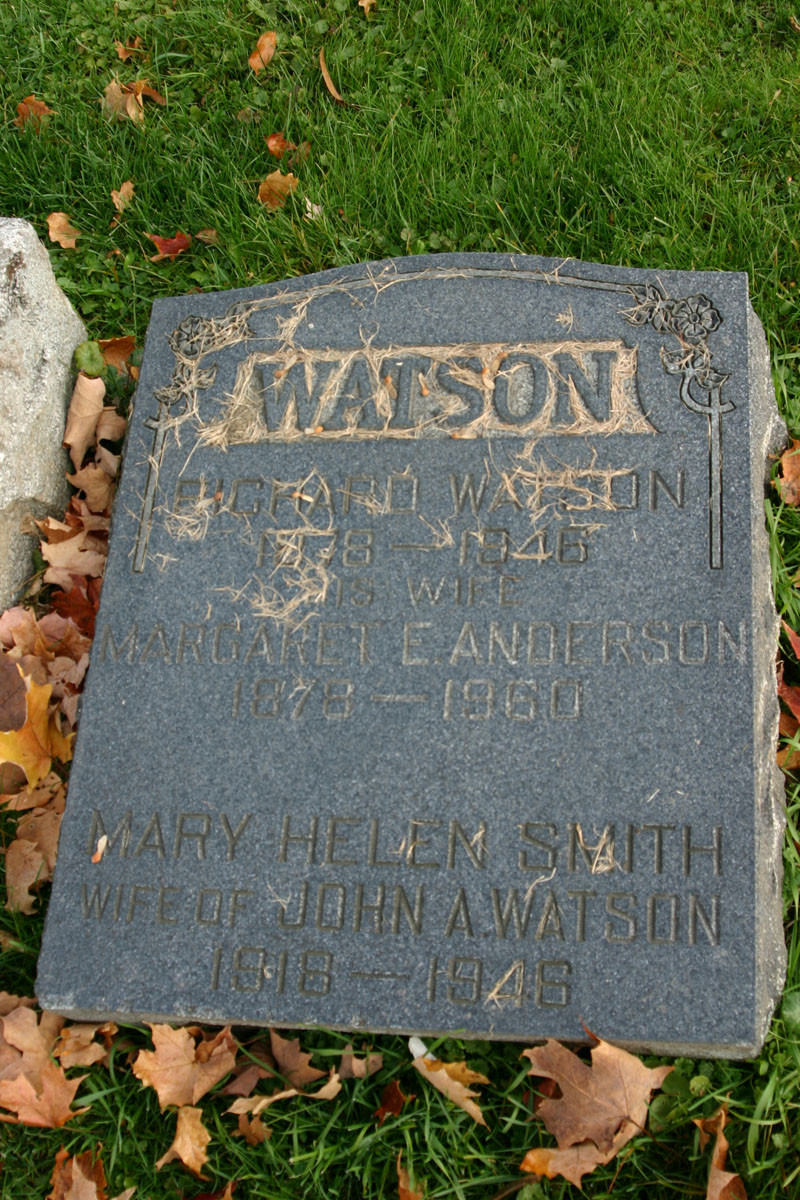 WATSON
RICHARD WATSON
1878 — 1946
HIS WIFE
MARGARET E. ANDERSON
1878 — 1960
MARY HELEN SMITH
WIFE OF JOHN A. WATSON
1918 — 1946